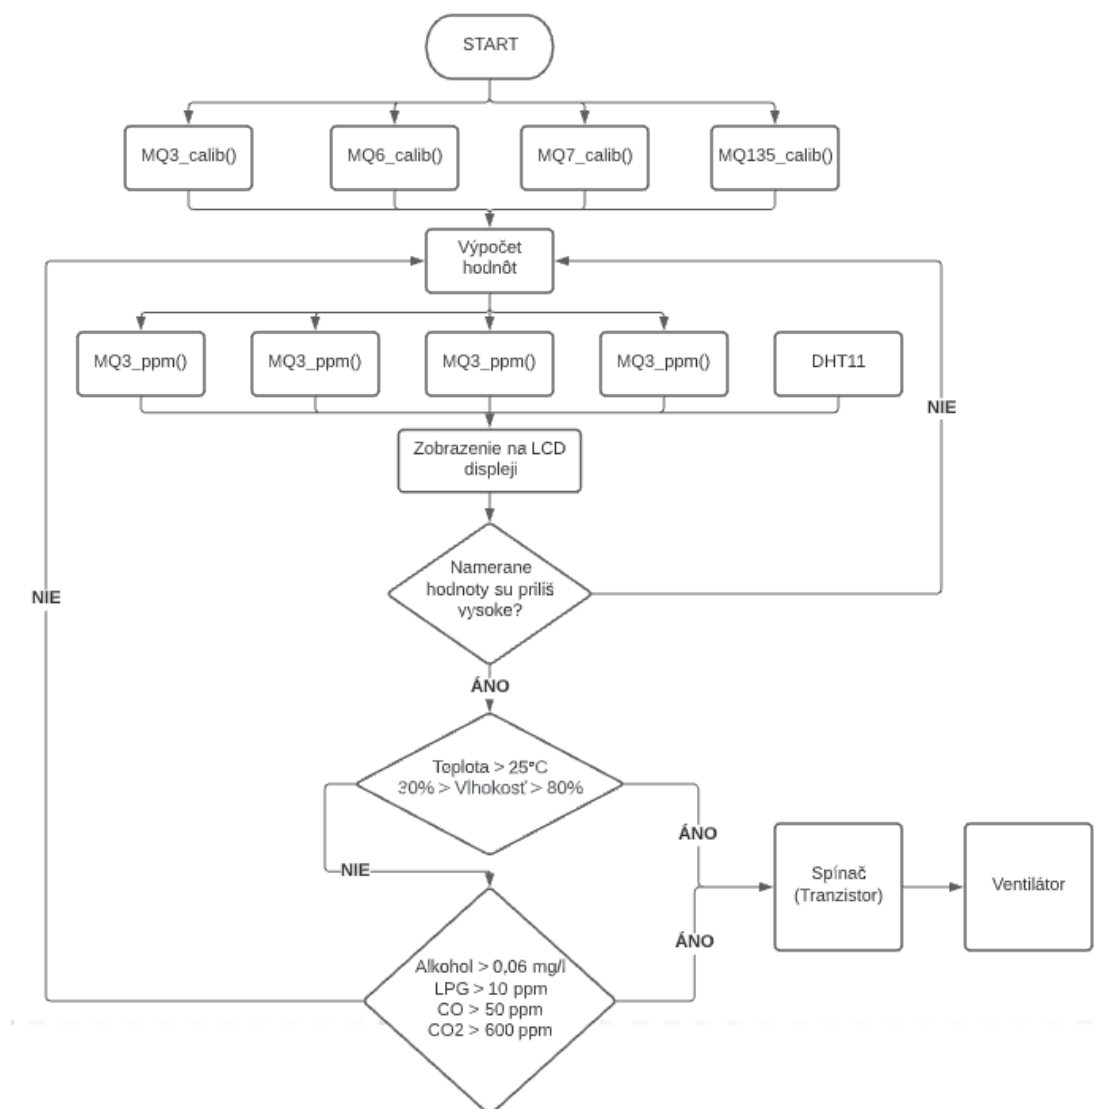 START
MQ3_calib()
MQ6_calib()
MQ7_calib()
MQ135_calib()
Výpočet
hodnôt
MQ3_ppm()
MQ3_ppm()
MQ3_ppm()
MQ3_ppm()
DHT11
NIE
Zobrazenie na LCD
displeji
Namerane
hodnoty su priliš
vysoke?
NIE
ÁNO
Teplota > 25°C
30% > Vlhokosť > 80%
ÁNO
NIE
Spínač
(Tranzistor)
Ventilátor
ÁNO
Alkohol > 0,06 mg/l
LPG > 10 ppm
CO > 50 ppm
CO2 > 600 ppm